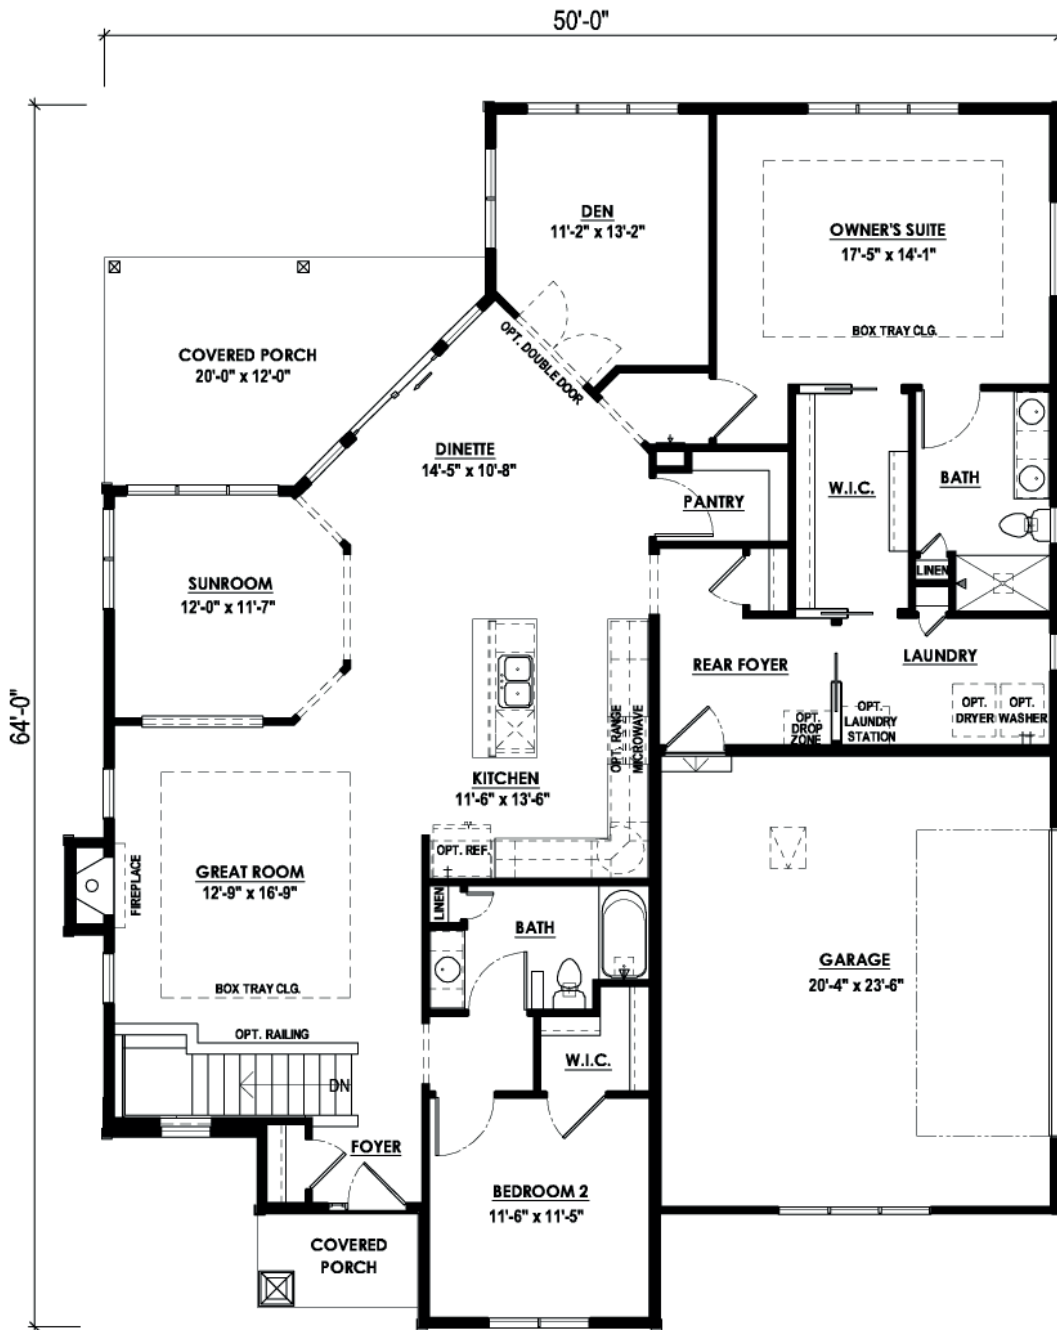 50'-0"
64'-0"
DEN
11'-2" x 13'-2"
OWNER'S SUITE
17'-5" x 14'-1"
BOX TRAY CLG.
OPT. DOUBLE DOOR
COVERED PORCH
20'-0" x 12'-0"
DINETTE
14'-5" x 10'-8"
PANTRY
W.I.C.
BATH
LINEN
SUNROOM
12'-0" x 11'-7"
REAR FOYER
LAUNDRY
OPT.
DROP
ZONE
OPT.
LAUNDRY
STATION
OPT.
DRYER
OPT.
WASHER
OPT. RANGE
MICROWAVE
KITCHEN
11'-6" x 13'-6"
OPT. REF.
GREAT ROOM
12'-9" x 16'-9"
FIREPLACE
BOX TRAY CLG.
OPT. RAILING
DN
LINEN
BATH
W.I.C.
GARAGE
20'-4" x 23'-6"
FOYER
BEDROOM 2
11'-6" x 11'-5"
COVERED
PORCH